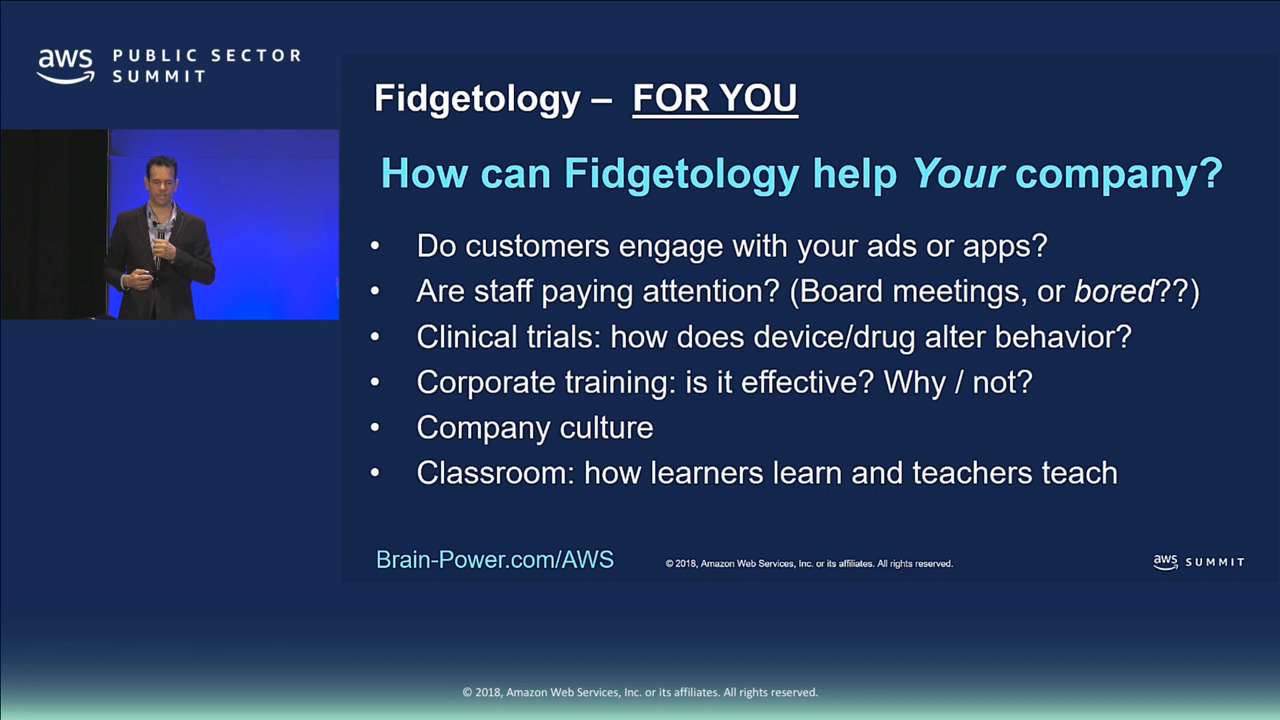 aws PUBLIC SECTOR
SUMMIT
Fidgetology – FOR YOU
How can Fidgetology help Your company?
• Do customers engage with your ads or apps?
• Are staff paying attention? (Board meetings, or bored??)
• Clinical trials: how does device/drug alter behavior?
• Corporate training: is it effective? Why / not?
• Company culture
• Classroom: how learners learn and teachers teach
Brain-Power.com/AWS
© 2018, Amazon Web Services, Inc. or its affiliates. All rights reserved.
aws SUMMIT
© 2018, Amazon Web Services, Inc. or its affiliates. All rights reserved.